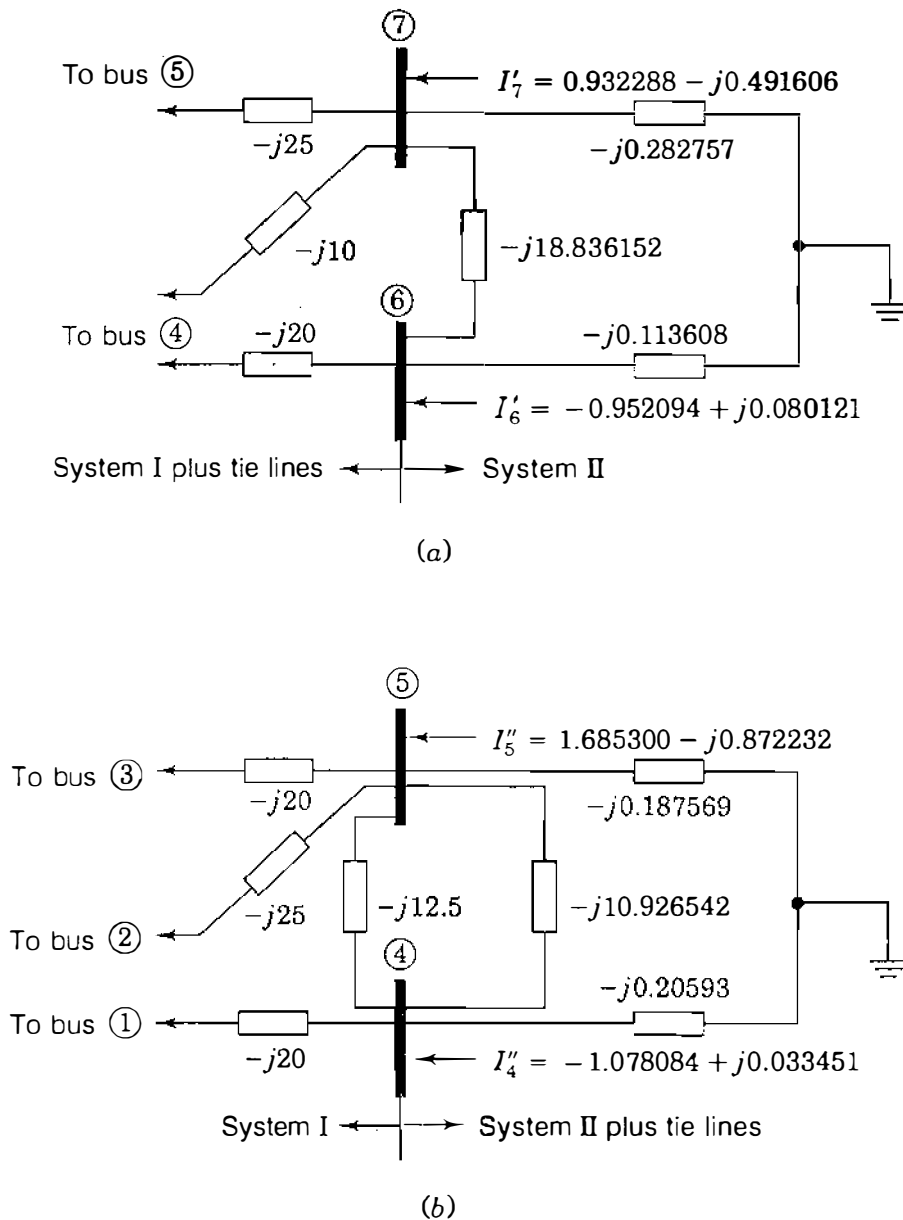 ⑦
To bus ⑤
I′₇ = 0.932288 − j0.491606
−j25
−j0.282757
−j10
−j18.836152
⑥
To bus ④
−j20
−j0.113608
I′₆ = −0.952094 + j0.080121
System I plus tie lines
System II
(a)
⑤
I″₅ = 1.685300 − j0.872232
To bus ③
−j20
−j0.187569
−j25
−j12.5
−j10.926542
To bus ②
④
−j0.20593
To bus ①
−j20
I″₄ = −1.078084 + j0.033451
System I
System II plus tie lines
(b)